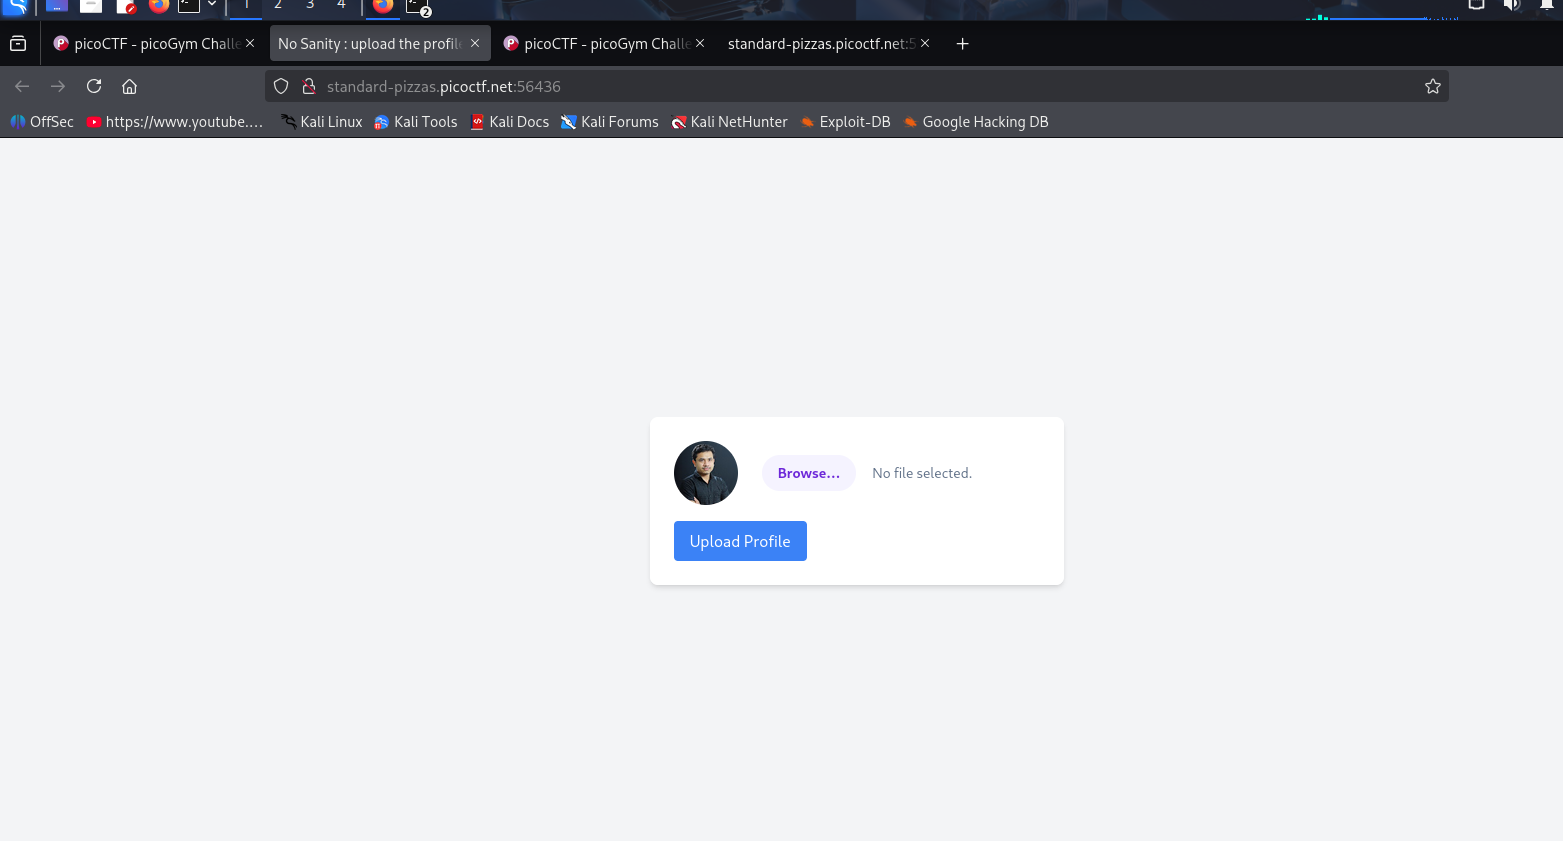 1 2 3 4 2
picoCTF - picoGym Challe No Sanity : upload the profil picoCTF - picoGym Challe standard-pizzas.picoctf.net:5
standard-pizzas.picoctf.net:56436
OffSec https://www.youtube.... Kali Linux Kali Tools Kali Docs Kali Forums Kali NetHunter Exploit-DB Google Hacking DB
Browse... No file selected.
Upload Profile